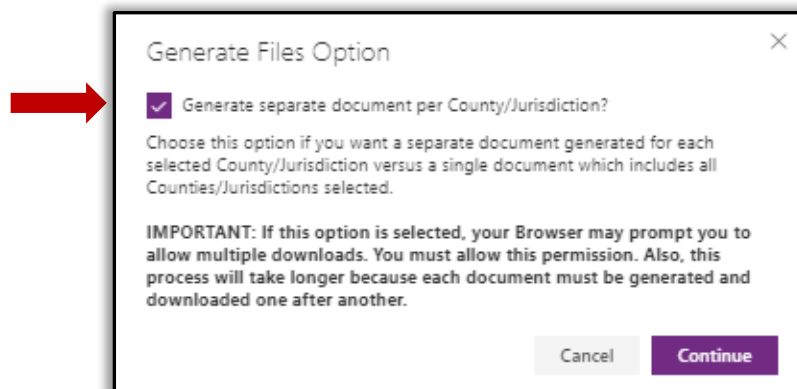 Generate Files Option
Generate separate document per County/Jurisdiction?
Choose this option if you want a separate document generated for each
selected County/Jurisdiction versus a single document which includes all
Counties/Jurisdictions selected.
IMPORTANT: If this option is selected, your Browser may prompt you to
allow multiple downloads. You must allow this permission. Also, this
process will take longer because each document must be generated and
downloaded one after another.
Cancel Continue